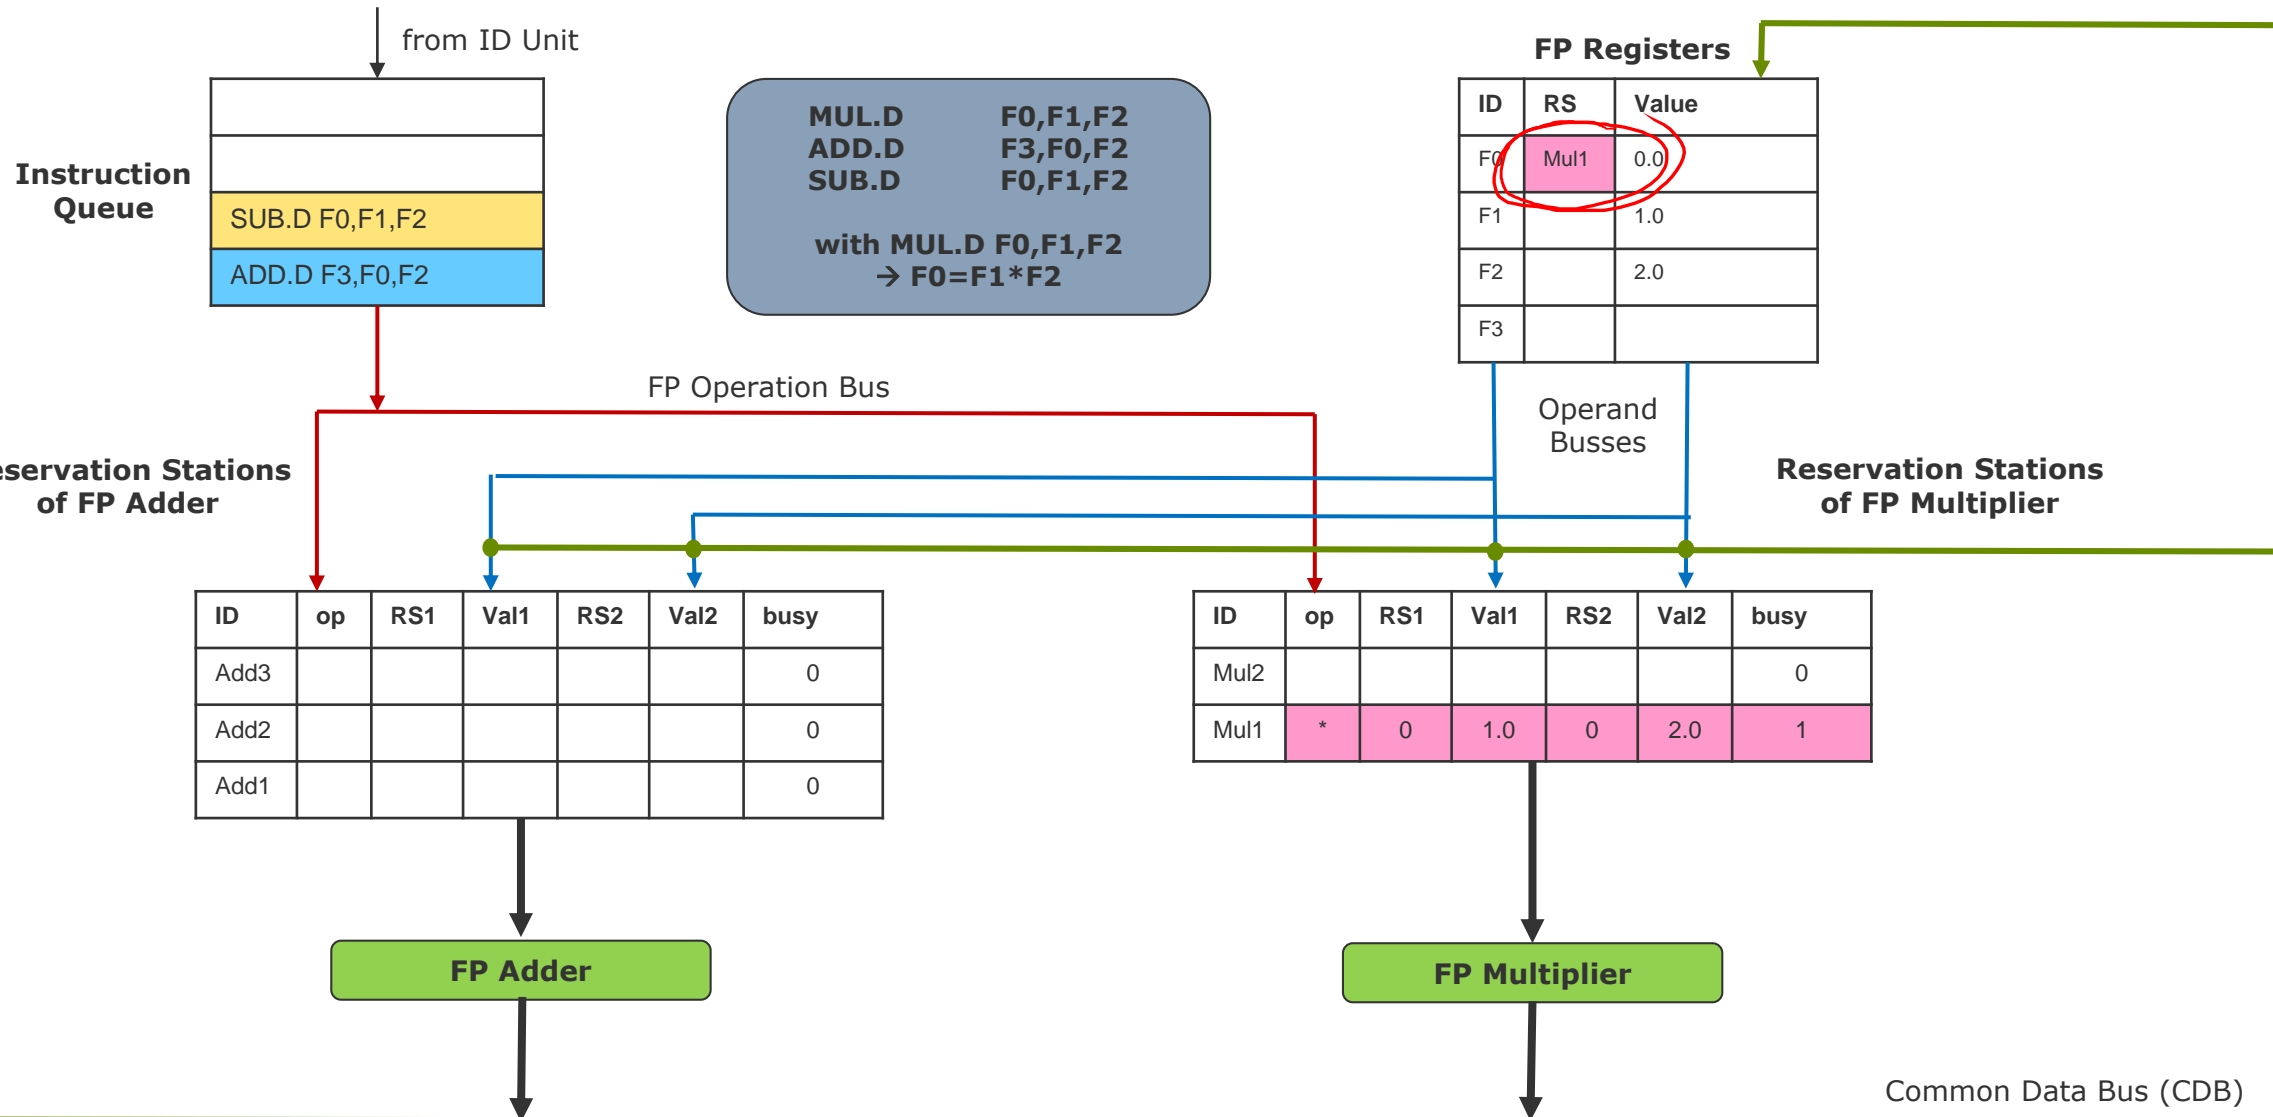 from ID Unit
FP Registers
Instruction
Queue
SUB.D F0,F1,F2
ADD.D F3,F0,F2
MUL.D F0,F1,F2
ADD.D F3,F0,F2
SUB.D F0,F1,F2
with MUL.D F0,F1,F2
→ F0=F1*F2
ID RS Value
F0 Mul1 0.0
F1 1.0
F2 2.0
F3
FP Operation Bus
Operand
Busses
eservation Stations
of FP Adder
Reservation Stations
of FP Multiplier
ID op RS1 Val1 RS2 Val2 busy
Add3 0
Add2 0
Add1 0
ID op RS1 Val1 RS2 Val2 busy
Mul2 0
Mul1 * 0 1.0 0 2.0 1
FP Adder
FP Multiplier
Common Data Bus (CDB)